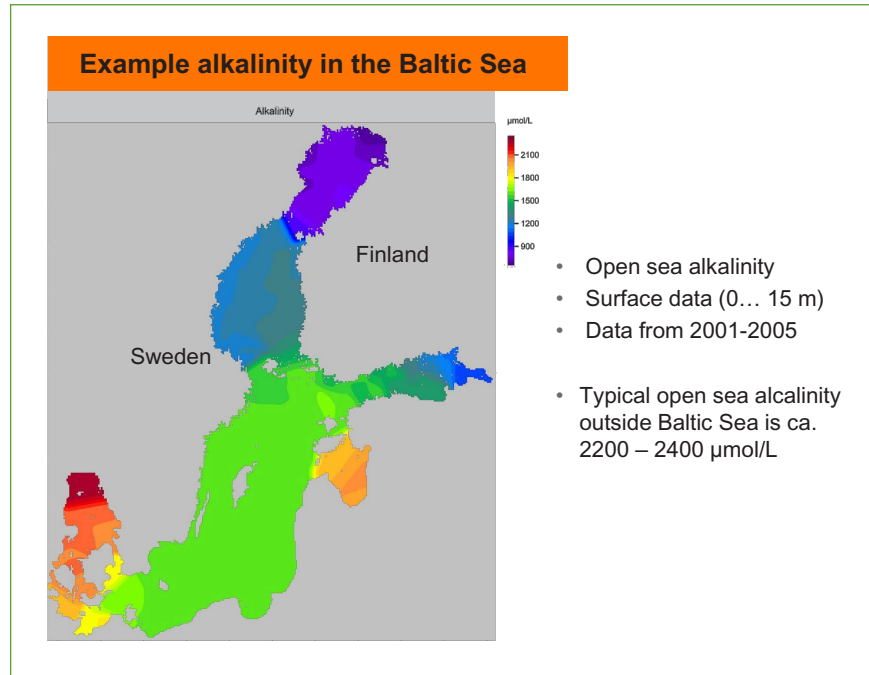 Example alkalinity in the Baltic Sea
Alkalinity
µmol/L
2100
1800
1500
1200
900
Finland
Sweden
• Open sea alkalinity
• Surface data (0… 15 m)
• Data from 2001-2005
• Typical open sea alcalinity
outside Baltic Sea is ca.
2200 – 2400 µmol/L